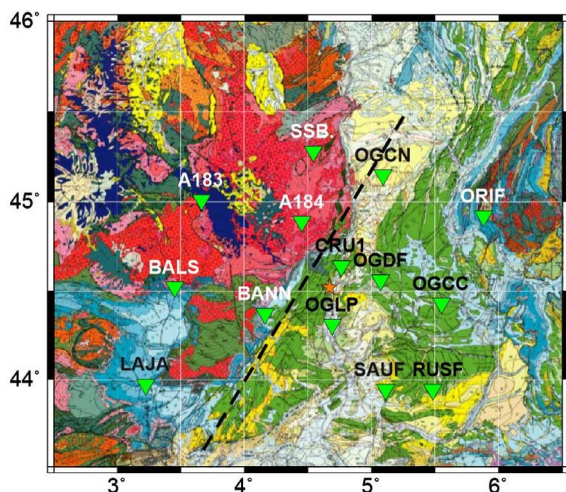 46°
SSB
OGCN
A183
45°
A184
ORIF
CRU1
OGDF
BALS
BANN
OGCC
OGLP
LAJA
44°
SAUF RUSF
3° 4° 5° 6°